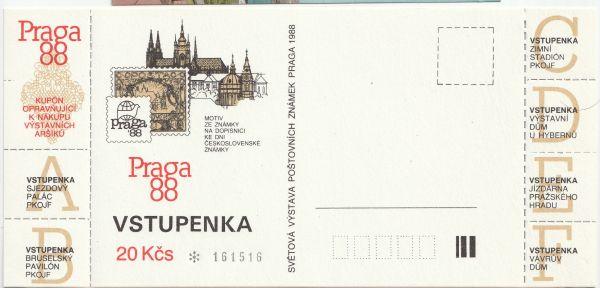 Praga
88
KUPÓN
OPRAVŇUJÍCÍ
K NÁKUPU
VÝSTAVNÍCH
ARŠÍKŮ
A
VSTUPENKA
SJEZDOVÝ
PALÁC
PKOJF
B
VSTUPENKA
BRUSELSKÝ
PAVILÓN
PKOJF
praga
'88
MOTIV
ZE ZNÁMKY
NA DOPISNICI
KE DNI
ČESKOSLOVENSKÉ
ZNÁMKY
Praga
88
VSTUPENKA
20 Kčs
✻ 161516
SVĚTOVÁ VÝSTAVA POŠTOVNÍCH ZNÁMEK PRAGA 1988
C
VSTUPENKA
ZIMNÍ
STADIÓN
PKOJF
D
VSTUPENKA
VÝSTAVNÍ
DŮM
U HYBERNŮ
E
VSTUPENKA
JÍZDÁRNA
PRAŽSKÉHO
HRADU
F
VSTUPENKA
VAVRŮV
DŮM